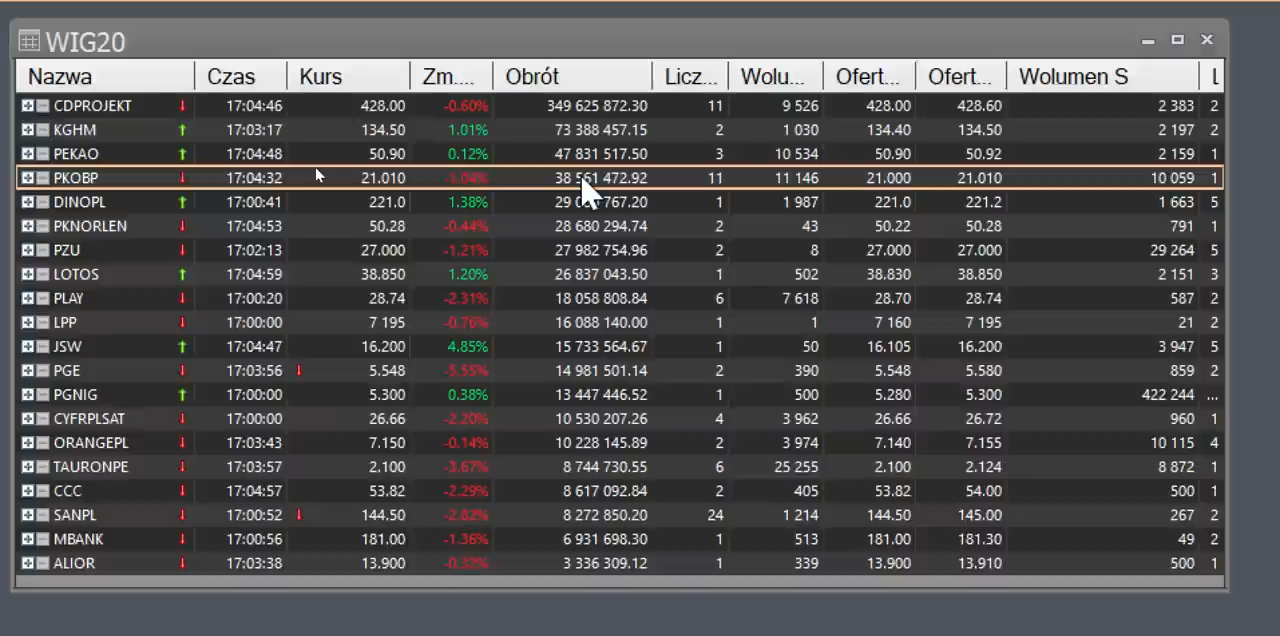 WIG20
Nazwa Czas Kurs Zm.... Obrót Licz... Wolu... Ofert... Ofert... Wolumen S L
CDPROJEKT 17:04:46 428.00 -0.60% 349 625 872.30 11 9 526 428.00 428.60 2 383 2
KGHM 17:03:17 134.50 1.01% 73 388 457.15 2 1 030 134.40 134.50 2 197 2
PEKAO 17:04:48 50.90 0.12% 47 831 517.50 3 10 534 50.90 50.92 2 159 1
PKOBP 17:04:32 21.010 -1.04% 38 561 472.92 11 11 146 21.000 21.010 10 059 1
DINOPL 17:00:41 221.0 1.38% 29 767.20 1 1 987 221.0 221.2 1 663 5
PKNORLEN 17:04:53 50.28 -0.44% 28 680 294.74 2 43 50.22 50.28 791 1
PZU 17:02:13 27.000 -1.21% 27 982 754.96 2 8 27.000 27.010 29 264 5
LOTOS 17:04:59 38.850 1.20% 26 837 043.50 1 502 38.830 38.850 2 151 3
PLAY 17:00:20 28.74 -2.31% 18 058 808.84 6 7 618 28.70 28.74 587 2
LPP 17:00:00 7 195 -0.76% 16 088 140.00 1 1 7 160 7 195 21 2
JSW 17:04:47 16.200 4.85% 15 733 564.67 1 50 16.105 16.200 3 947 5
PGE 17:03:56 5.548 -5.55% 14 981 501.14 2 390 5.548 5.580 859 2
PGNIG 17:00:00 5.300 0.38% 13 447 446.52 1 500 5.280 5.300 422 244 ...
CYFRPLSAT 17:00:00 26.66 -2.20% 10 530 207.26 4 3 962 26.66 26.72 960 1
ORANGEPL 17:03:43 7.150 -0.14% 10 228 145.89 2 3 974 7.140 7.155 10 115 4
TAURONPE 17:03:57 2.100 -3.67% 8 744 730.55 6 25 255 2.100 2.124 8 872 1
CCC 17:04:57 53.82 -2.29% 8 617 092.84 2 405 53.82 54.00 500 1
SANPL 17:00:52 144.50 -2.82% 8 272 850.20 24 1 214 144.50 145.00 267 2
MBANK 17:00:56 181.00 -1.36% 6 931 698.30 1 513 181.00 181.30 49 2
ALIOR 17:03:38 13.900 -0.32% 3 336 309.12 1 339 13.900 13.910 500 1